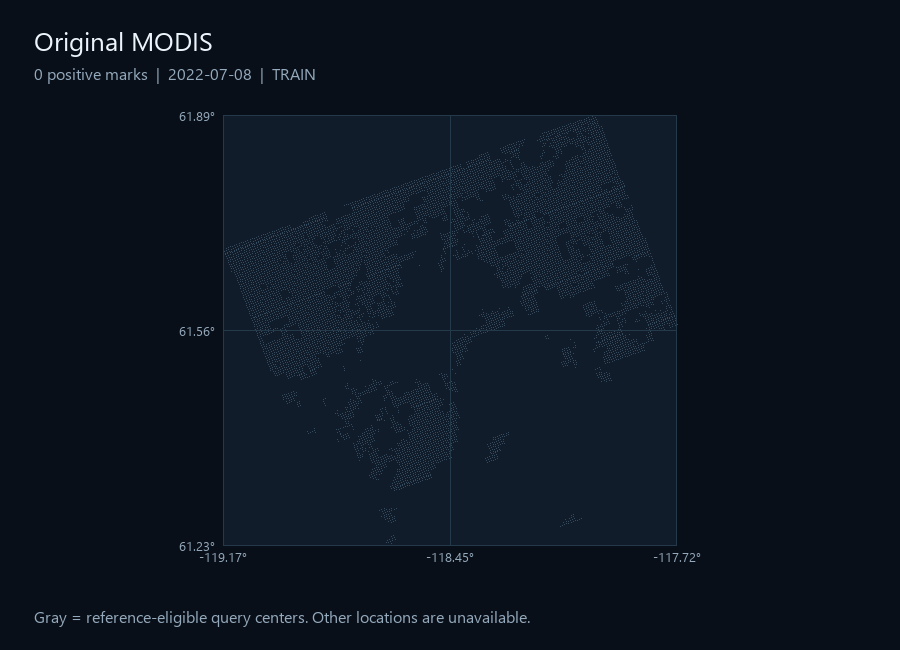 Original MODIS
0 positive marks | 2022-07-08 | TRAIN
61.89°
61.56°
61.23°
-119.17°
-118.45°
-117.72°
Gray = reference-eligible query centers. Other locations are unavailable.